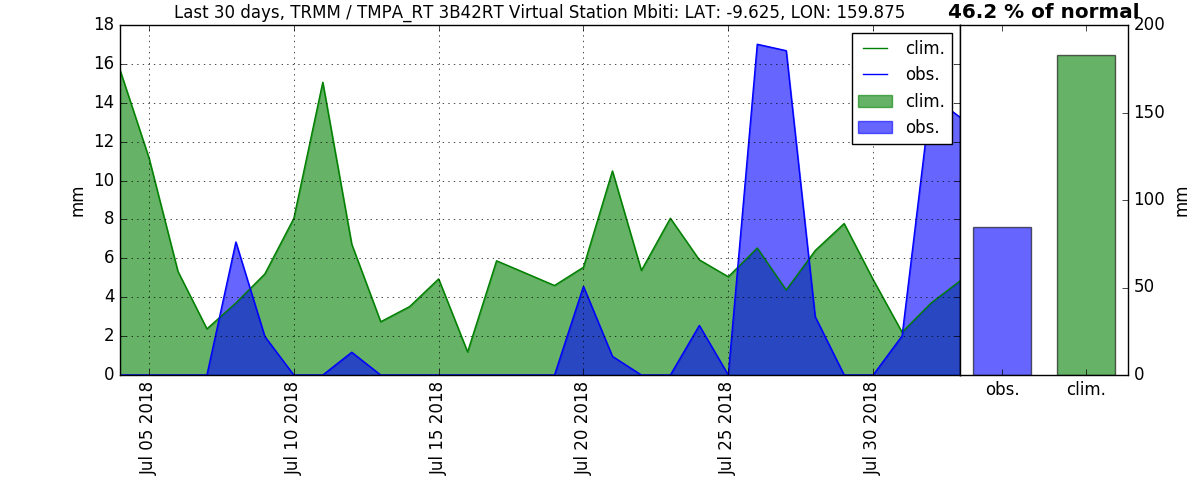 Last 30 days, TRMM / TMPA_RT 3B42RT Virtual Station Mbiti: LAT: -9.625, LON: 159.875
46.2 % of normal
18
16
14
12
10
8
6
4
2
0
mm
clim.
obs.
clim.
obs.
Jul 05 2018
Jul 10 2018
Jul 15 2018
Jul 20 2018
Jul 25 2018
Jul 30 2018
200
150
100
50
0
mm
obs.
clim.